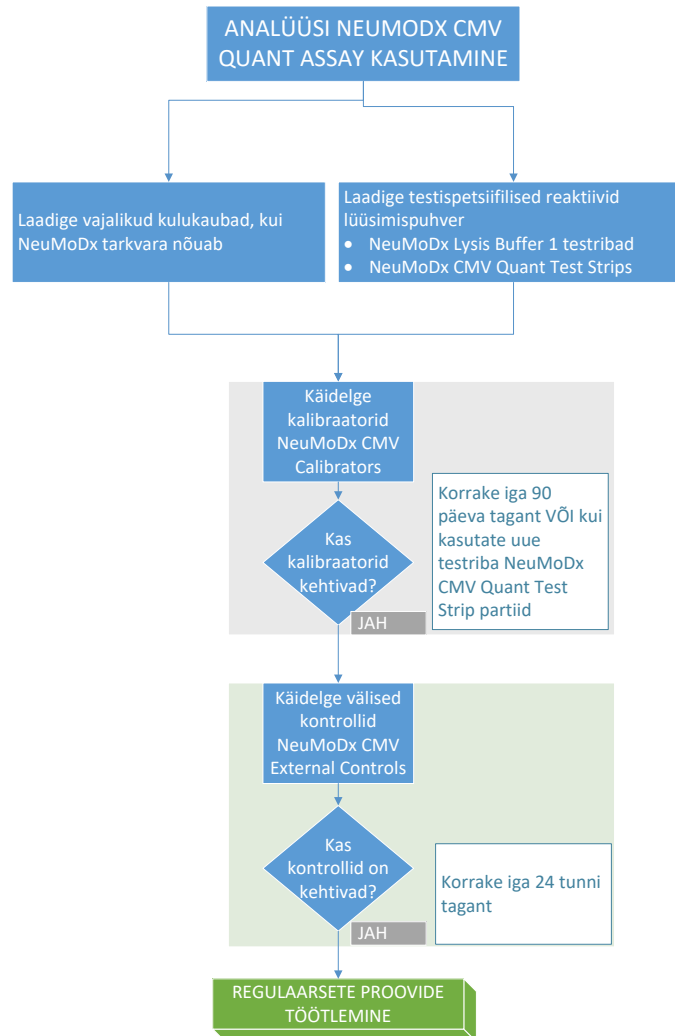 ANALÜÜSI NEUMODX CMV
QUANT ASSAY KASUTAMINE
Laadige vajalikud kulukaubad, kui
NeuMoDx tarkvara nõuab
Laadige testispetsiifilised reaktiivid
lüüsimispuhver
• NeuMoDx Lysis Buffer 1 testribad
• NeuMoDx CMV Quant Test Strips
Käidelge
kalibraatorid
NeuMoDx CMV
Calibrators
Kas
kalibraatorid
kehtivad?
JAH
Korrake iga 90
päeva tagant VÕI kui
kasutate uue
testriba NeuMoDx
CMV Quant Test
Strip partiid
Käidelge välised
kontrollid
NeuMoDx CMV
External Controls
Kas
kontrollid on
kehtivad?
JAH
Korrake iga 24 tunni
tagant
REGULAARSETE PROOVIDE
TÖÖTLEMINE